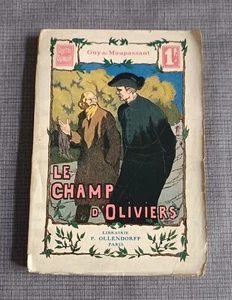 Guy de Maupassant
1F
LE
CHAMP
D'OLIVIERS
LIBRAIRIE
P. OLLENDORFF
PARIS